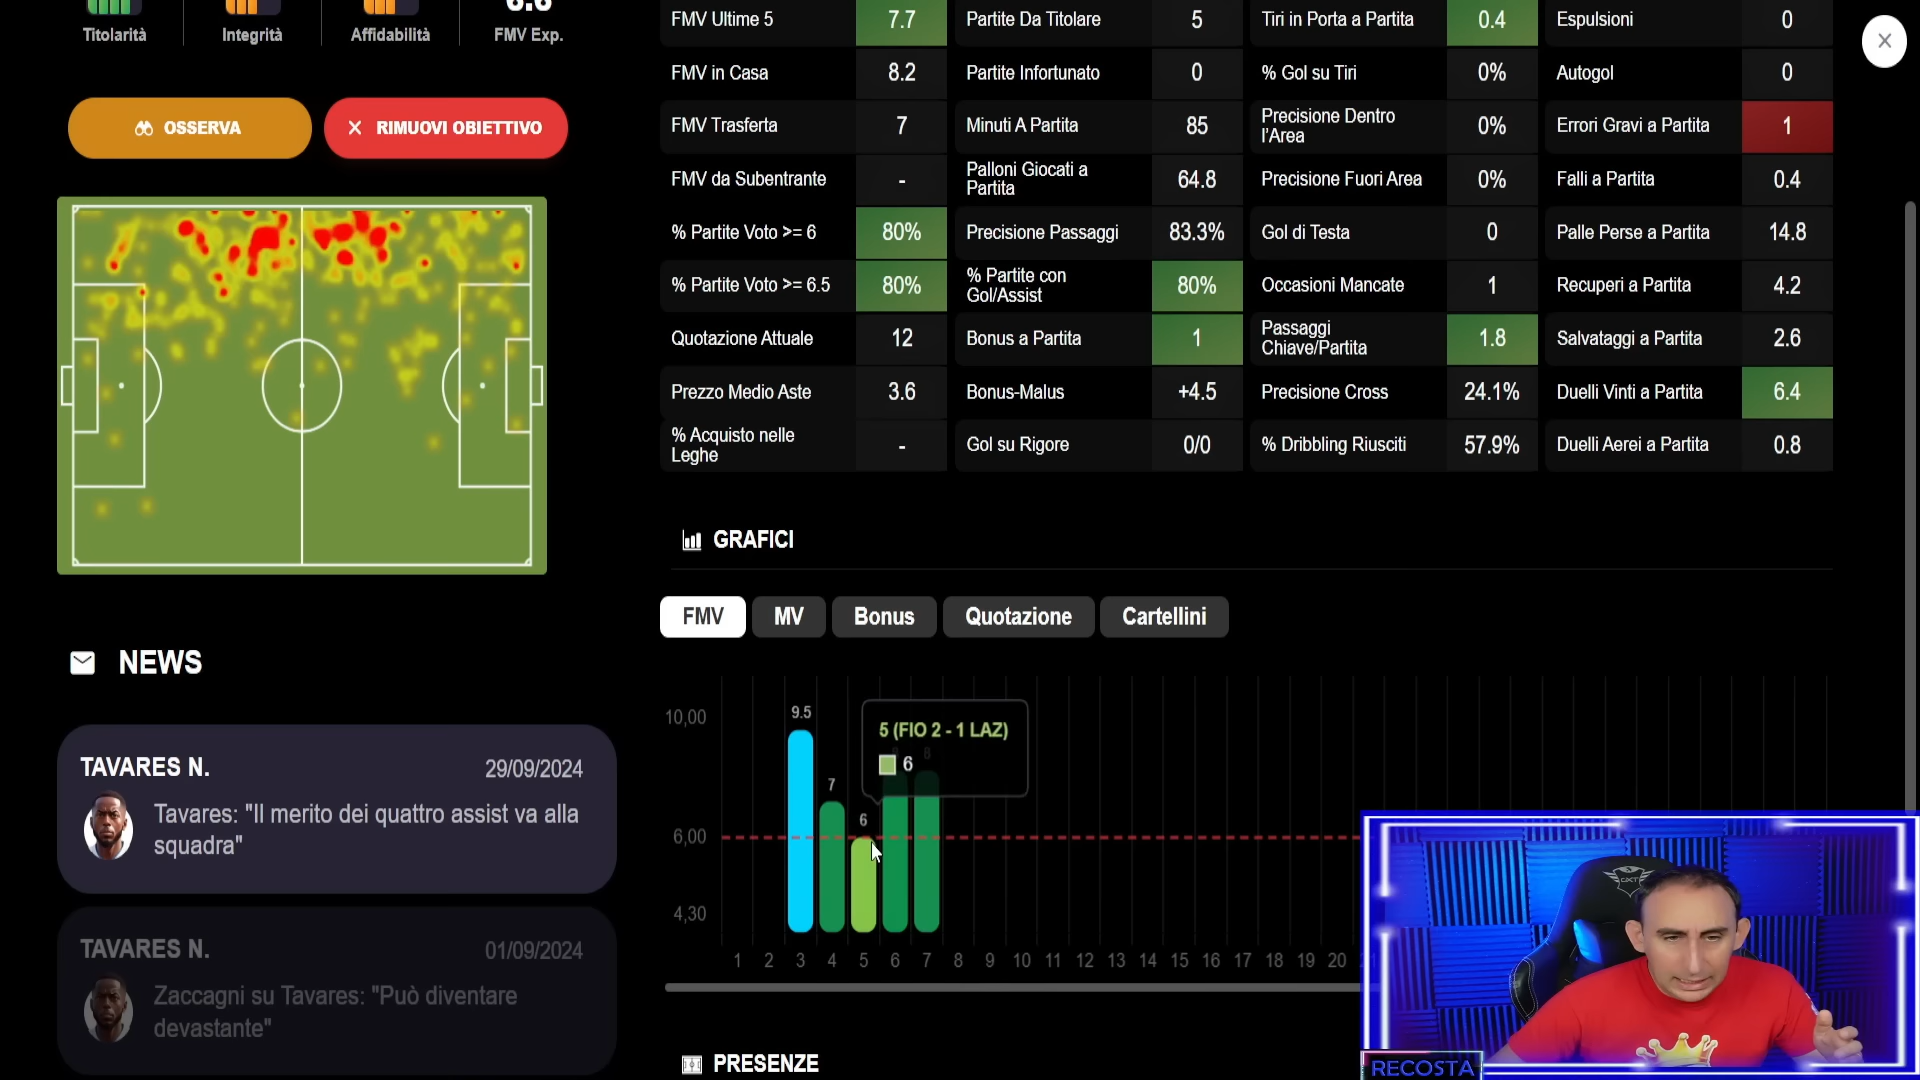 Titolarità
Integrità
Affidabilità
6.6
FMV Exp.
OSSERVA
RIMUOVI OBIETTIVO
NEWS
TAVARES N.
29/09/2024
Tavares: "Il merito dei quattro assist va alla
squadra"
TAVARES N.
01/09/2024
Zaccagni su Tavares: "Può diventare
devastante"
FMV Ultime 5
7.7
Partite Da Titolare
5
Tiri in Porta a Partita
0.4
Espulsioni
0
FMV in Casa
8.2
Partite Infortunato
0
% Gol su Tiri
0%
Autogol
0
FMV Trasferta
7
Minuti A Partita
85
Precisione Dentro
l'Area
0%
Errori Gravi a Partita
1
FMV da Subentrante
-
Palloni Giocati a
Partita
64.8
Precisione Fuori Area
0%
Falli a Partita
0.4
% Partite Voto >= 6
80%
Precisione Passaggi
83.3%
Gol di Testa
0
Palle Perse a Partita
14.8
% Partite Voto >= 6.5
80%
% Partite con
Gol/Assist
80%
Occasioni Mancate
1
Recuperi a Partita
4.2
Quotazione Attuale
12
Bonus a Partita
1
Passaggi
Chiave/Partita
1.8
Salvataggi a Partita
2.6
Prezzo Medio Aste
3.6
Bonus-Malus
+4.5
Precisione Cross
24.1%
Duelli Vinti a Partita
6.4
% Acquisto nelle
Leghe
-
Gol su Rigore
0/0
% Dribbling Riusciti
57.9%
Duelli Aerei a Partita
0.8
GRAFICI
FMV
MV
Bonus
Quotazione
Cartellini
10,00
6,00
4,30
9.5
7
6
8
8
5 (FIO 2 - 1 LAZ)
6
1 2 3 4 5 6 7 8 9 10 11 12 13 14 15 16 17 18 19 20
PRESENZE
RECOSTA